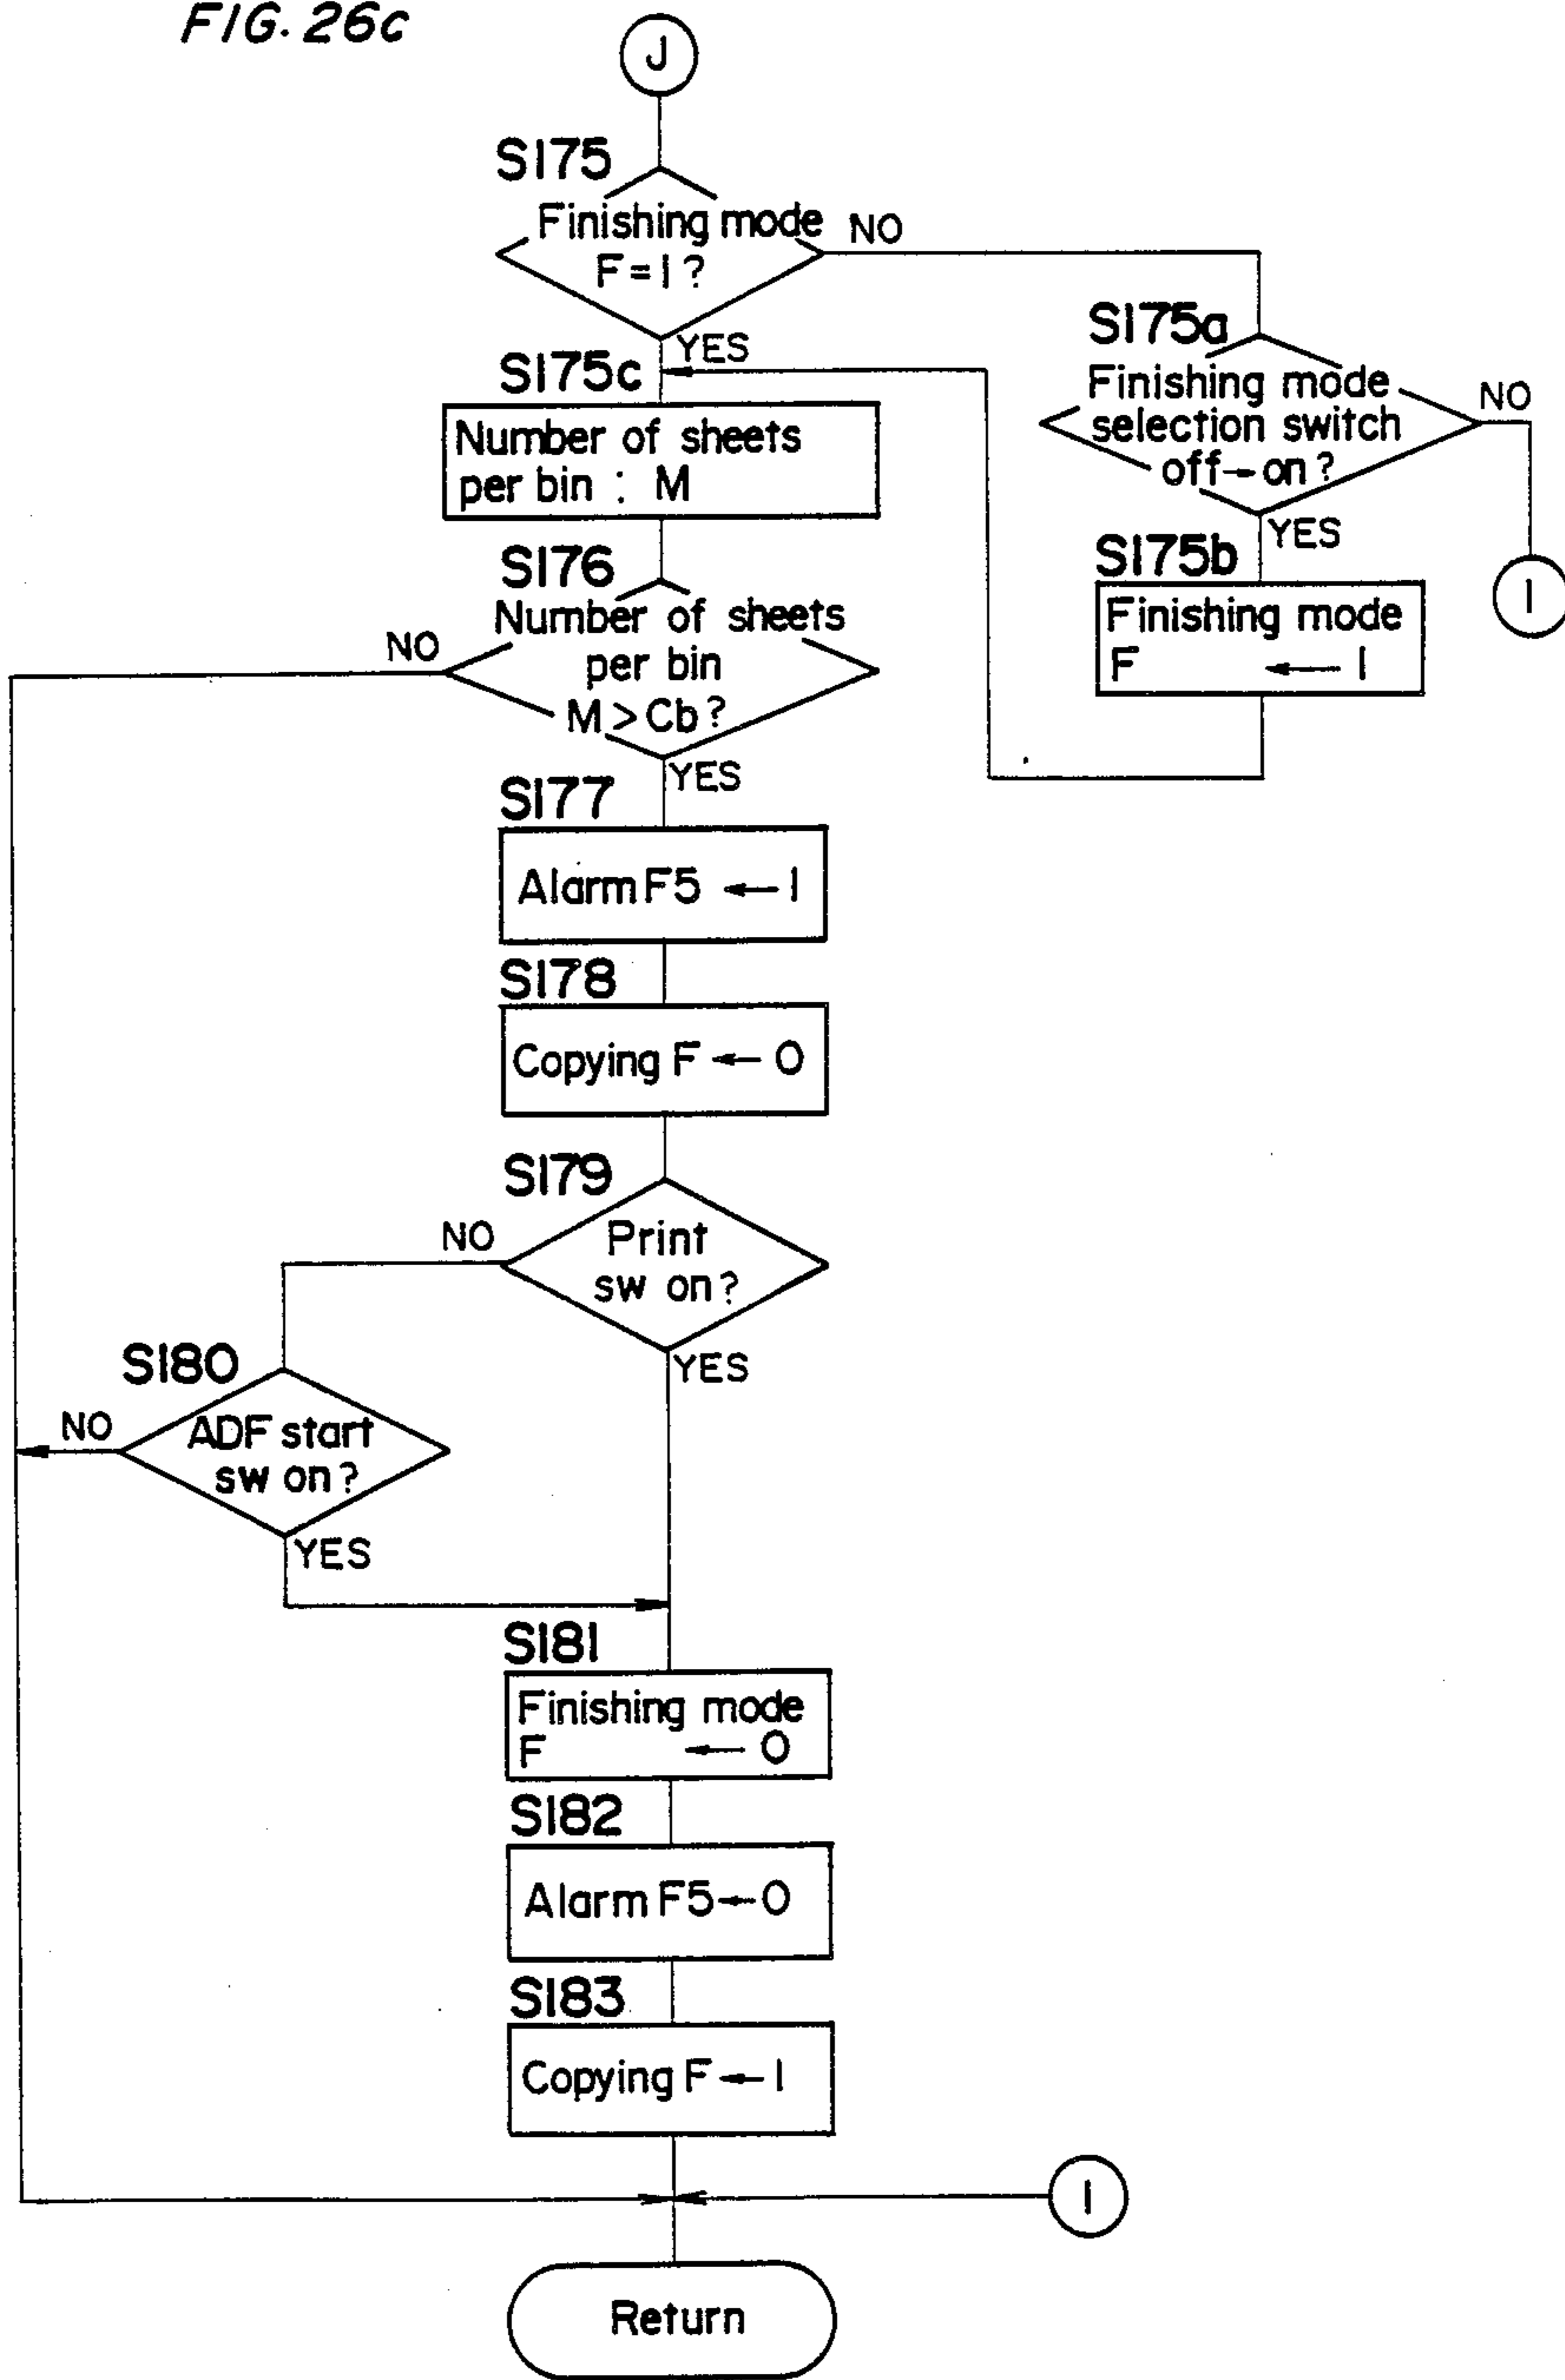 FIG. 26c
J
S175
Finishing mode
F=1?
NO
YES
S175a
Finishing mode
selection switch
off→on?
NO
YES
S175c
Number of sheets
per bin : M
S175b
Finishing mode
F ← 1
I
S176
Number of sheets
per bin
M > Cb?
NO
YES
S177
Alarm F5 ← 1
S178
Copying F ← 0
S179
Print
sw on?
NO
YES
S180
ADF start
sw on?
NO
YES
S181
Finishing mode
F ← 0
S182
Alarm F5 ← 0
S183
Copying F ← 1
I
Return